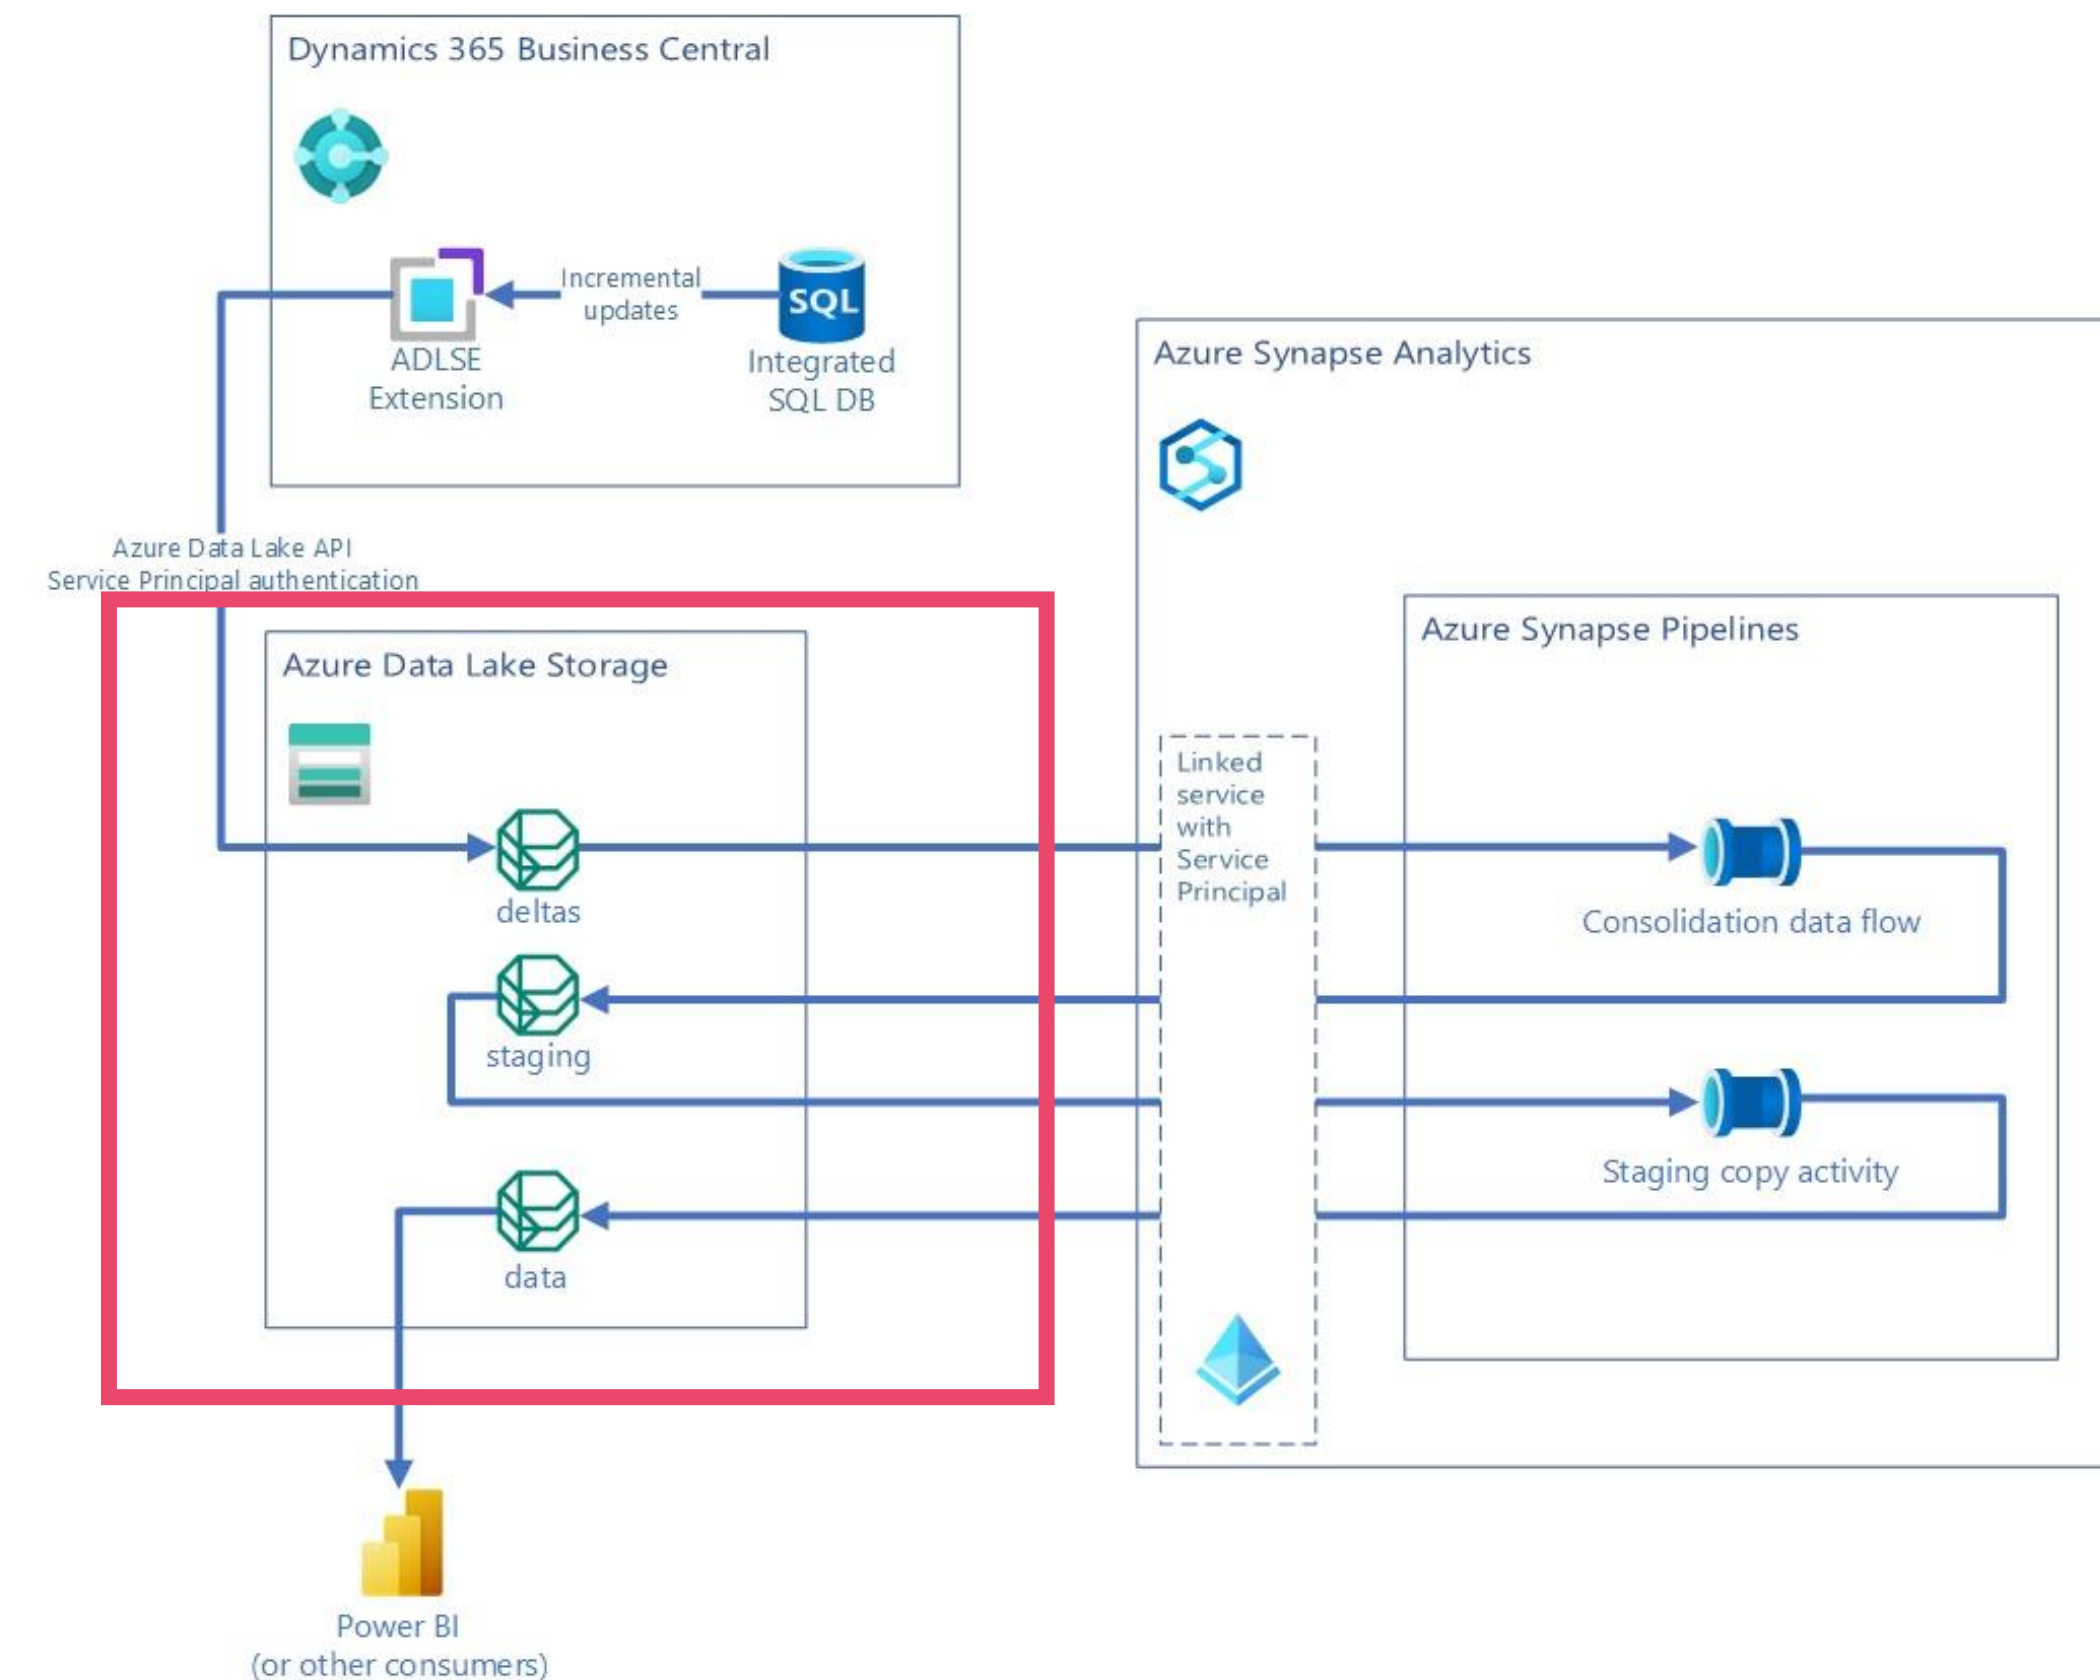 Dynamics 365 Business Central
Incremental
updates
SQL
ADLSE
Extension
Integrated
SQL DB
Azure Data Lake API
Service Principal authentication
Azure Data Lake Storage
deltas
staging
data
Power BI
(or other consumers)
Azure Synapse Analytics
Linked
service
with
Service
Principal
Azure Synapse Pipelines
Consolidation data flow
Staging copy activity